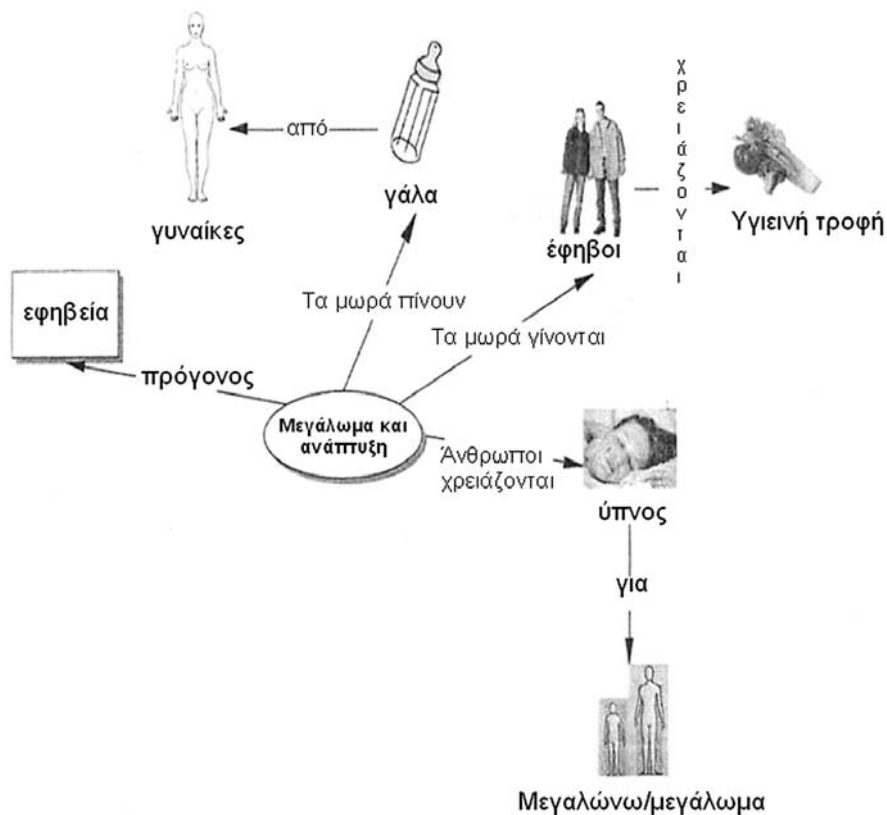 από
γυναίκες
γάλα
χρειάζονται
έφηβοι
Υγιεινή τροφή
εφηβεία
Τα μωρά πίνουν
Τα μωρά γίνονται
πρόγονος
Μεγάλωμα και
ανάπτυξη
Άνθρωποι
χρειάζονται
ύπνος
για
Μεγαλώνω/μεγάλωμα